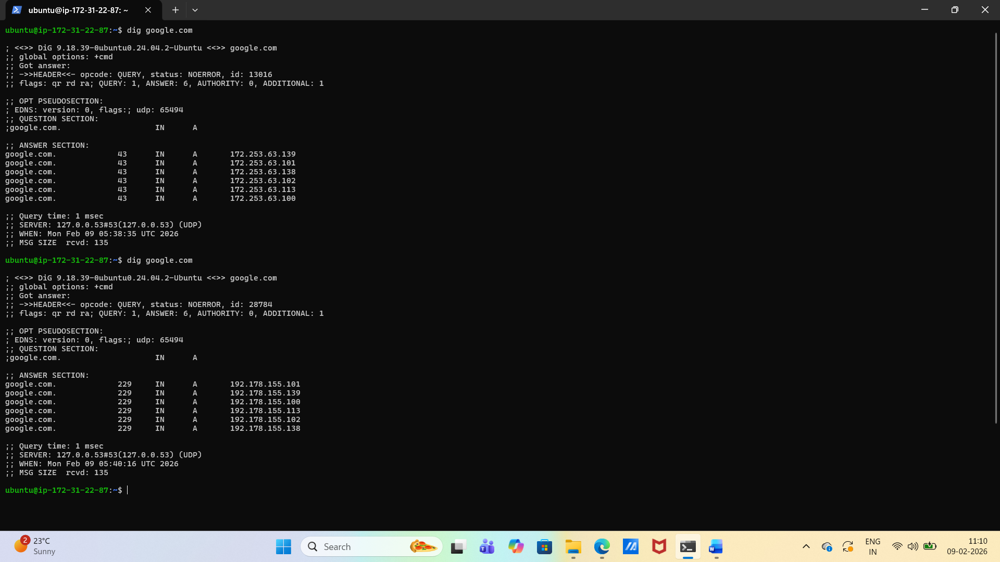 ubuntu@ip-172-31-22-87: ~
ubuntu@ip-172-31-22-87:~$ dig google.com
; <<>> DiG 9.18.39-0ubuntu0.24.04.2-Ubuntu <<>> google.com
;; global options: +cmd
;; Got answer:
;; ->>HEADER<<- opcode: QUERY, status: NOERROR, id: 13016
;; flags: qr rd ra; QUERY: 1, ANSWER: 6, AUTHORITY: 0, ADDITIONAL: 1
;; OPT PSEUDOSECTION:
; EDNS: version: 0, flags:; udp: 65494
;; QUESTION SECTION:
;google.com. IN A
;; ANSWER SECTION:
google.com. 43 IN A 172.253.63.139
google.com. 43 IN A 172.253.63.101
google.com. 43 IN A 172.253.63.138
google.com. 43 IN A 172.253.63.102
google.com. 43 IN A 172.253.63.113
google.com. 43 IN A 172.253.63.100
;; Query time: 1 msec
;; SERVER: 127.0.0.53#53(127.0.0.53) (UDP)
;; WHEN: Mon Feb 09 05:38:35 UTC 2026
;; MSG SIZE  rcvd: 135
ubuntu@ip-172-31-22-87:~$ dig google.com
; <<>> DiG 9.18.39-0ubuntu0.24.04.2-Ubuntu <<>> google.com
;; global options: +cmd
;; Got answer:
;; ->>HEADER<<- opcode: QUERY, status: NOERROR, id: 28784
;; flags: qr rd ra; QUERY: 1, ANSWER: 6, AUTHORITY: 0, ADDITIONAL: 1
;; OPT PSEUDOSECTION:
; EDNS: version: 0, flags:; udp: 65494
;; QUESTION SECTION:
;google.com. IN A
;; ANSWER SECTION:
google.com. 229 IN A 192.178.155.101
google.com. 229 IN A 192.178.155.139
google.com. 229 IN A 192.178.155.100
google.com. 229 IN A 192.178.155.113
google.com. 229 IN A 192.178.155.102
google.com. 229 IN A 192.178.155.138
;; Query time: 1 msec
;; SERVER: 127.0.0.53#53(127.0.0.53) (UDP)
;; WHEN: Mon Feb 09 05:40:16 UTC 2026
;; MSG SIZE  rcvd: 135
ubuntu@ip-172-31-22-87:~$
2
23°C
Sunny
Search
ENG
IN
11:10
09-02-2026